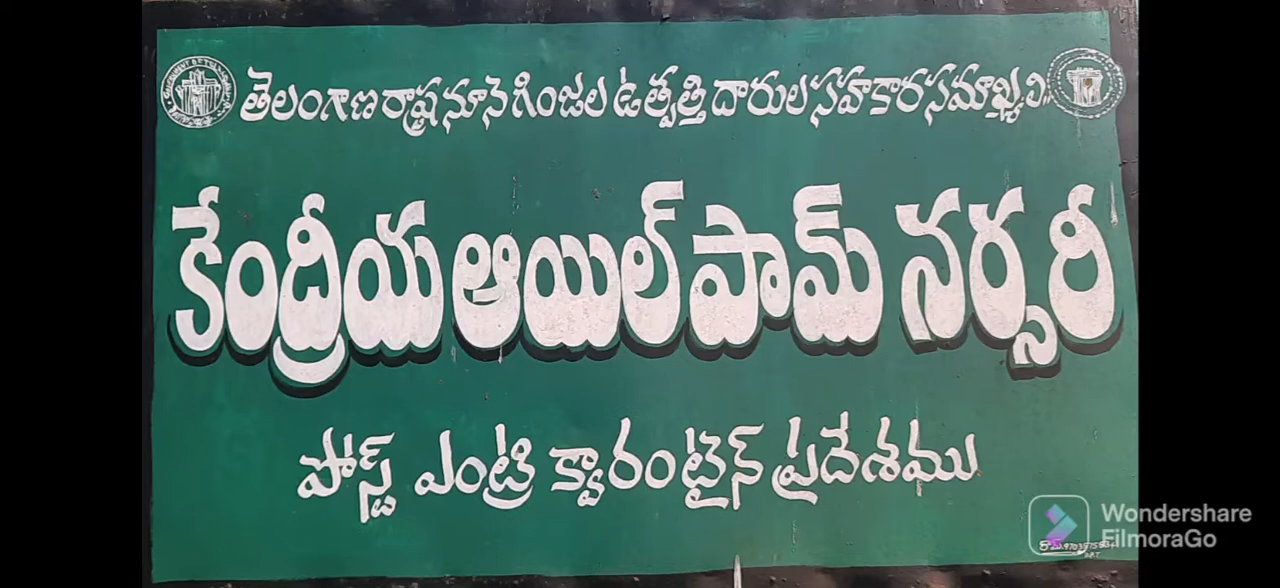 తెలంగాణ రాష్ట్ర నూనె గింజల ఉత్పత్తి దారుల సహకార సమాఖ్య లి..
కేంద్రీయ ఆయిల్ పామ్ నర్సరీ
పోస్ట్ ఎంట్రి క్వారంటైన్ ప్రదేశము
Wondershare
FilmoraGo